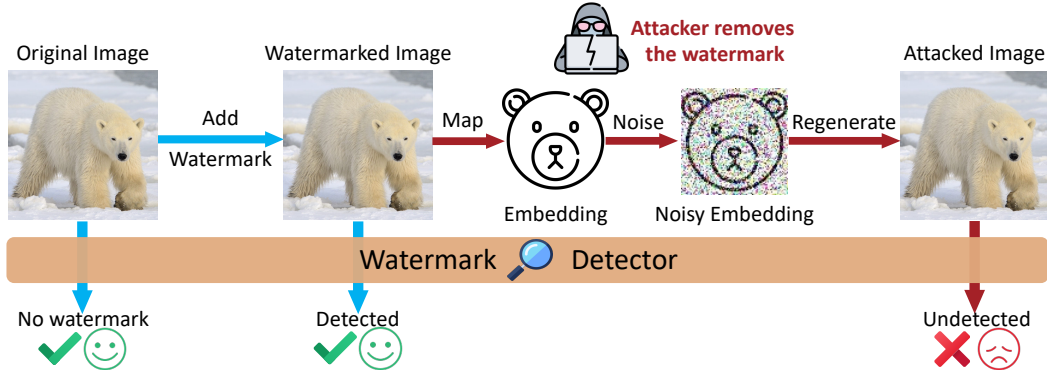 Original Image
Watermarked Image
Attacker removes
the watermark
Attacked Image
Add
Watermark
Map
Noise
Regenerate
Embedding
Noisy Embedding
Watermark Detector
No watermark
Detected
Undetected